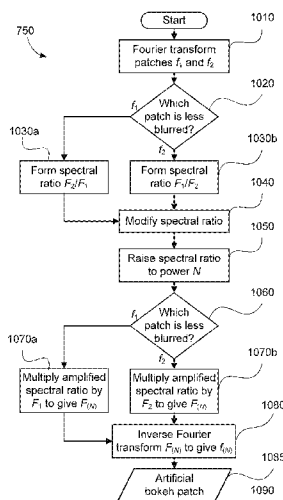 Start
750
1010
Fourier transform
patches f1 and f2
1020
f1
Which
patch is less
blurred?
f2
1030a
1030b
Form spectral
ratio F2/F1
Form spectral
ratio F1/F2
1040
Modify spectral ratio
1050
Raise spectral ratio
to power N
1060
f1
Which
patch is less
blurred?
f2
1070a
1070b
Multiply amplified
spectral ratio by
F1 to give F(N)
Multiply amplified
spectral ratio by
F2 to give F(N)
1080
Inverse Fourier
transform F(N) to give f(N)
1085
Artificial
bokeh patch
1090